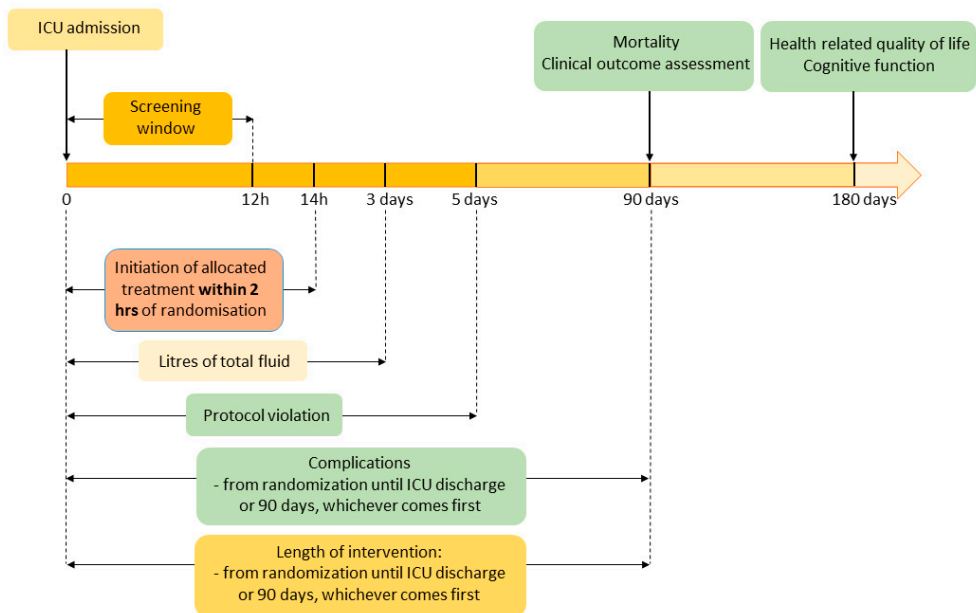 ICU admission
Mortality
Clinical outcome assessment
Health related quality of life
Cognitive function
Screening
window
0
12h
14h
3 days
5 days
90 days
180 days
Initiation of allocated
treatment within 2
hrs of randomisation
Litres of total fluid
Protocol violation
Complications
- from randomization until ICU discharge
or 90 days, whichever comes first
Length of intervention:
- from randomization until ICU discharge
or 90 days, whichever comes first